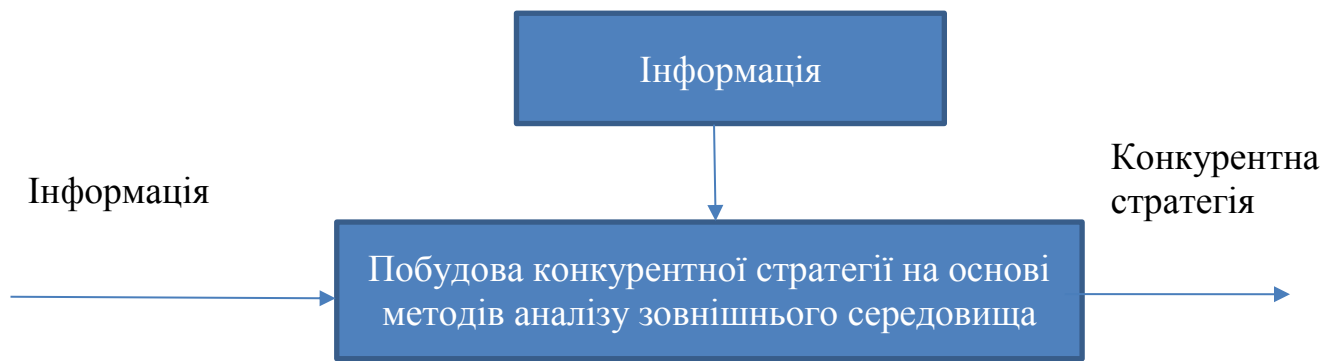 Інформація
Інформація
Конкурентна
стратегія
Побудова конкурентної стратегії на основі
методів аналізу зовнішнього середовища